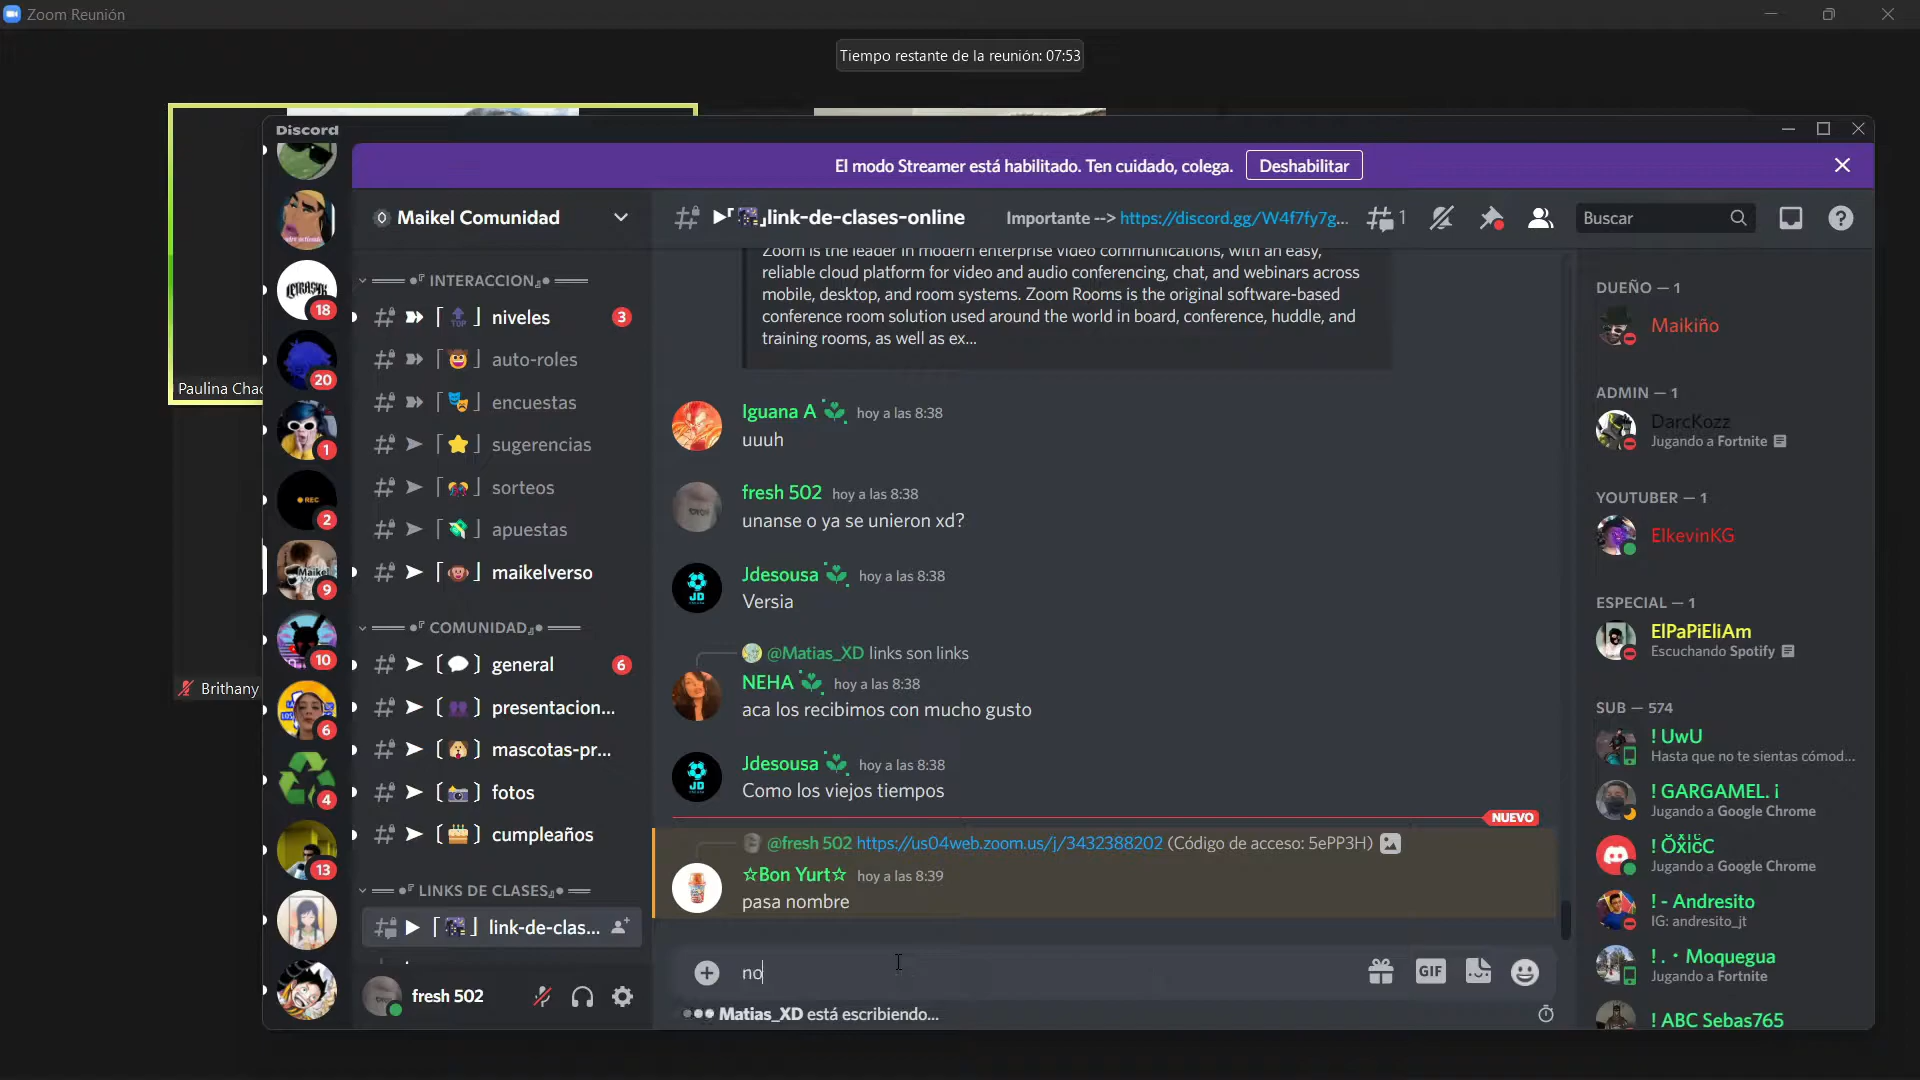 Zoom Reunión
Tiempo restante de la reunión: 07:53
Paulina Chac
Brithany
Discord
El modo Streamer está habilitado. Ten cuidado, colega.
Deshabilitar
18
20
1
REC
2
Maikel
9
10
6
4
13
Maikel Comunidad
INTERACCION
niveles
3
auto-roles
encuestas
sugerencias
sorteos
apuestas
maikelverso
COMUNIDAD
general
6
presentacion...
mascotas-pr...
fotos
cumpleaños
LINKS DE CLASES
link-de-clas...
fresh 502
link-de-clases-online
Importante --> https://discord.gg/W4f7fy7g...
1
Buscar
Zoom is the leader in modern enterprise video communications, with an easy,
reliable cloud platform for video and audio conferencing, chat, and webinars across
mobile, desktop, and room systems. Zoom Rooms is the original software-based
conference room solution used around the world in board, conference, huddle, and
training rooms, as well as ex...
Iguana A hoy a las 8:38
uuuh
fresh 502 hoy a las 8:38
unanse o ya se unieron xd?
Jdesousa hoy a las 8:38
Versia
@Matias_XD links son links
NEHA hoy a las 8:38
aca los recibimos con mucho gusto
Jdesousa hoy a las 8:38
Como los viejos tiempos
NUEVO
@fresh 502 https://us04web.zoom.us/j/3432388202 (Código de acceso: 5ePP3H)
☆Bon Yurt☆ hoy a las 8:39
pasa nombre
no
GIF
Matias_XD está escribiendo...
DUEÑO — 1
Maikiño
ADMIN — 1
DarcKozz
Jugando a Fortnite
YOUTUBER — 1
ElkevinKG
ESPECIAL — 1
ElPaPiEliAm
Escuchando Spotify
SUB — 574
! UwU
Hasta que no te sientas cómod...
! GARGAMEL. ¡
Jugando a Google Chrome
Jugando a Google Chrome
! - Andresito
IG: andresito_jt
! . • Moquegua
Jugando a Fortnite
! ABC Sebas765